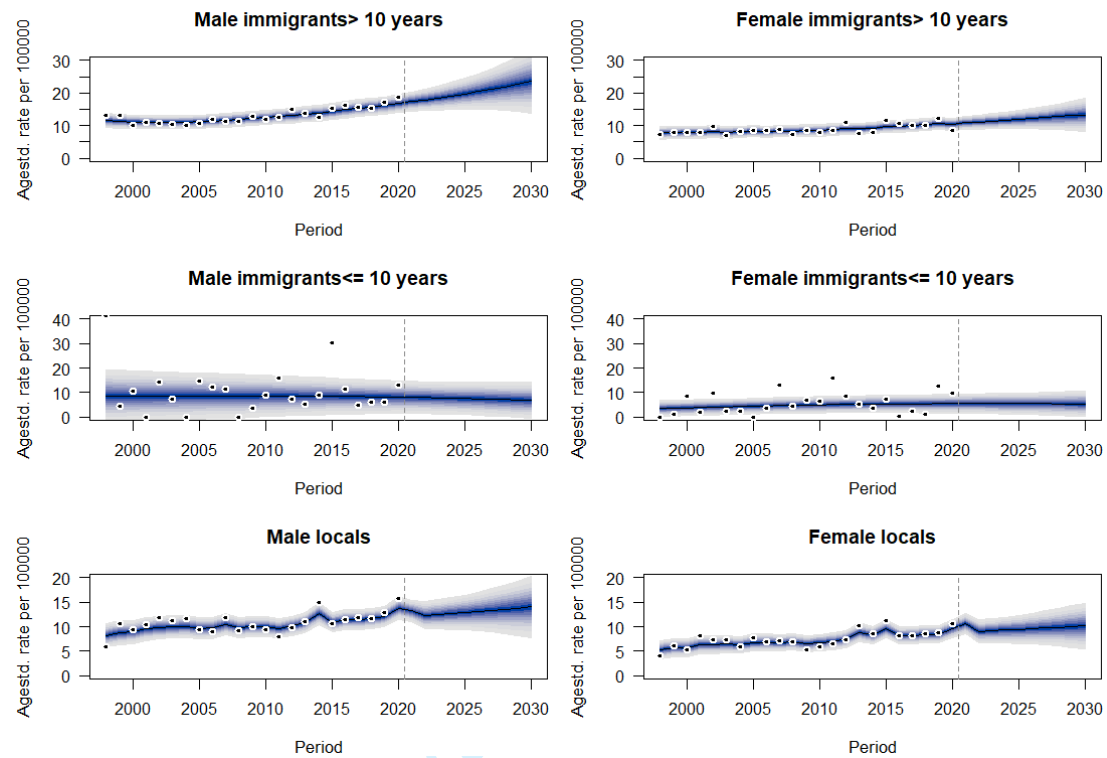 Male immigrants> 10 years
Agestd. rate per 100000
30
20
10
0
2000 2005 2010 2015 2020 2025 2030
Period
Female immigrants> 10 years
Agestd. rate per 100000
30
20
10
0
2000 2005 2010 2015 2020 2025 2030
Period
Male immigrants<= 10 years
Agestd. rate per 100000
40
30
20
10
0
2000 2005 2010 2015 2020 2025 2030
Period
Female immigrants<= 10 years
Agestd. rate per 100000
40
30
20
10
0
2000 2005 2010 2015 2020 2025 2030
Period
Male locals
Agestd. rate per 100000
20
15
10
5
0
2000 2005 2010 2015 2020 2025 2030
Period
Female locals
Agestd. rate per 100000
20
15
10
5
0
2000 2005 2010 2015 2020 2025 2030
Period